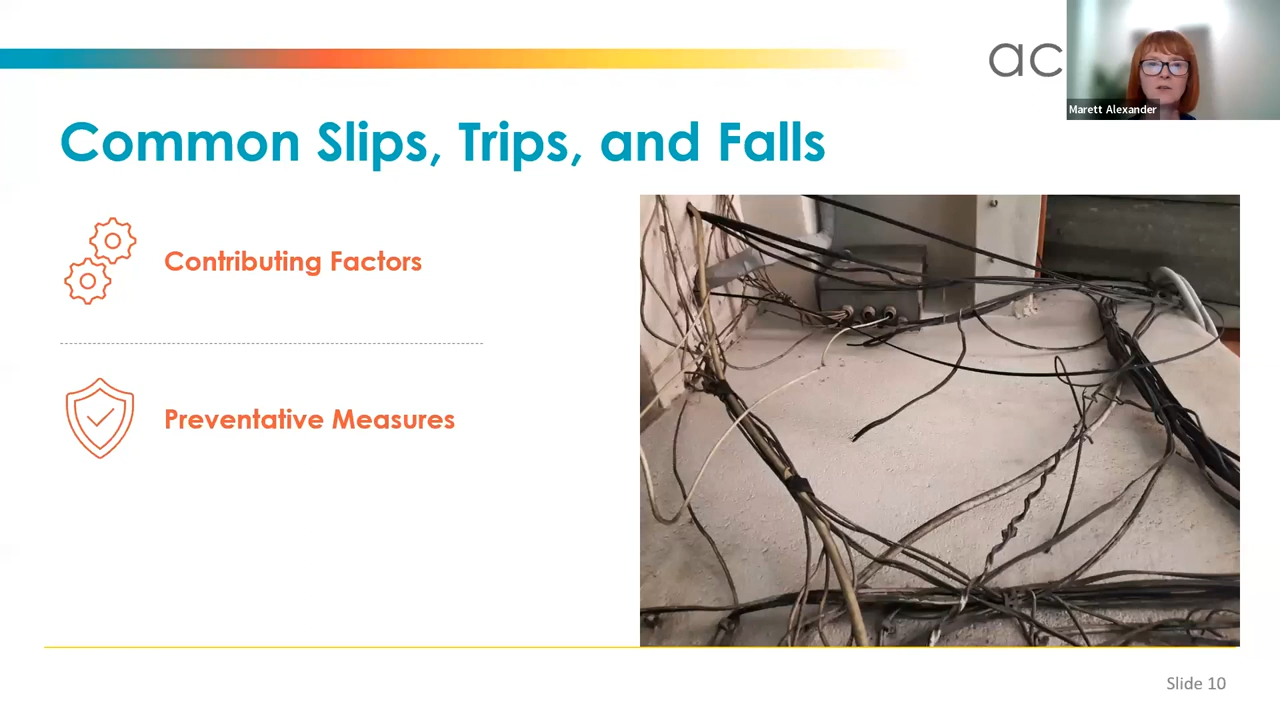 ac
Marett Alexander
Common Slips, Trips, and Falls
Contributing Factors
Preventative Measures
Slide 10